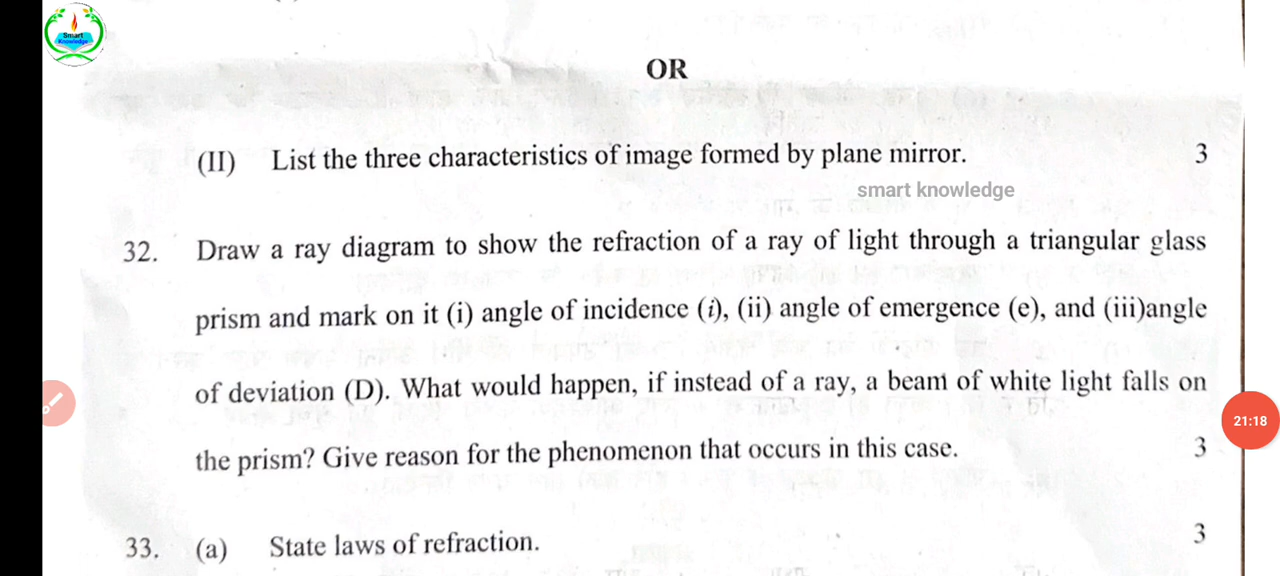 Smart
Knowledge
OR
(II) List the three characteristics of image formed by plane mirror. 3
smart knowledge
32. Draw a ray diagram to show the refraction of a ray of light through a triangular glass
prism and mark on it (i) angle of incidence (i), (ii) angle of emergence (e), and (iii)angle
of deviation (D). What would happen, if instead of a ray, a beam of white light falls on
the prism? Give reason for the phenomenon that occurs in this case. 3
21:18
33. (a) State laws of refraction. 3